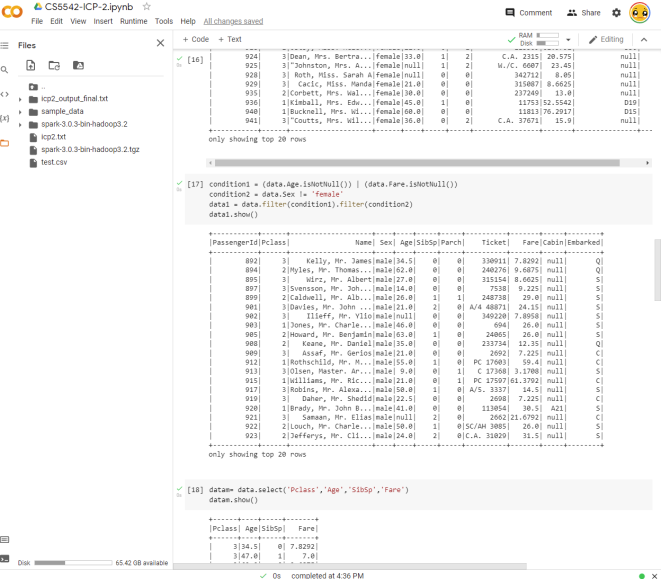 CS5542-ICP-2.ipynb
Comment
Share
File Edit View Insert Runtime Tools Help All changes saved
Files
+ Code + Text
RAM
Disk
Editing
..
icp2_output_final.txt
sample_data
spark-3.0.3-bin-hadoop3.2
icp2.txt
spark-3.0.3-bin-hadoop3.2.tgz
test.csv
[16]
| 924| 3|Dean, Mrs. Bertra...|female|33.0| 1| 2| C.A. 2315| 20.575| null|
| 925| 3|"Johnston, Mrs. A...|female|null| 1| 2| W./C. 6607| 23.45| null|
| 928| 3| Roth, Miss. Sarah A|female|null| 0| 0| 342712| 8.05| null|
| 929| 3| Cacic, Miss. Manda|female|21.0| 0| 0| 315087| 8.6625| null|
| 935| 2|Corbett, Mrs. Wal...|female|30.0| 0| 0| 237249| 13.0| null|
| 936| 1|Kimball, Mrs. Edw...|female|45.0| 1| 0| 11753|52.5542| D19|
| 940| 1|Bucknell, Mrs. Wi...|female|60.0| 0| 0| 11813|76.2917| D15|
| 941| 3|"Coutts, Mrs. Wil...|female|36.0| 0| 2| C.A. 37671| 15.9| null|
only showing top 20 rows
[17] condition1 = (data.Age.isNotNull()) | (data.Fare.isNotNull())
condition2 = data.Sex != 'female'
data1 = data.filter(condition1).filter(condition2)
data1.show()
|PassengerId|Pclass| Name| Sex| Age|SibSp|Parch| Ticket| Fare|Cabin|Embarked|
| 892| 3| Kelly, Mr. James|male|34.5| 0| 0| 330911| 7.8292| null| Q|
| 894| 2|Myles, Mr. Thomas...|male|62.0| 0| 0| 240276| 9.6875| null| Q|
| 895| 3| Wirz, Mr. Albert|male|27.0| 0| 0| 315154| 8.6625| null| S|
| 897| 3|Svensson, Mr. Joh...|male|14.0| 0| 0| 7538| 9.225| null| S|
| 899| 2|Caldwell, Mr. Alb...|male|26.0| 1| 1| 248738| 29.0| null| S|
| 901| 3|Davies, Mr. John ...|male|21.0| 2| 0| A/4 48871| 24.15| null| S|
| 902| 3| Ilieff, Mr. Ylio|male|null| 0| 0| 349220| 7.8958| null| S|
| 903| 1|Jones, Mr. Charle...|male|46.0| 0| 0| 694| 26.0| null| S|
| 905| 2|Howard, Mr. Benjamin|male|63.0| 1| 0| 24065| 26.0| null| S|
| 908| 2| Keane, Mr. Daniel|male|35.0| 0| 0| 233734| 12.35| null| Q|
| 909| 3| Assaf, Mr. Gerios|male|21.0| 0| 0| 2692| 7.225| null| C|
| 912| 1|Rothschild, Mr. M...|male|55.0| 1| 0| PC 17603| 59.4| null| C|
| 913| 3|Olsen, Master. Ar...|male| 9.0| 0| 1| C 17368| 3.1708| null| S|
| 915| 1|Williams, Mr. Ric...|male|21.0| 0| 1| PC 17597|61.3792| null| C|
| 917| 3|Robins, Mr. Alexa...|male|50.0| 1| 0| A/5. 3337| 14.5| null| S|
| 919| 3| Daher, Mr. Shedid|male|22.5| 0| 0| 2698| 7.225| null| C|
| 920| 1|Brady, Mr. John B...|male|41.0| 0| 0| 113054| 30.5| A21| S|
| 921| 3| Samaan, Mr. Elias|male|null| 2| 0| 2662|21.6792| null| C|
| 922| 2|Louch, Mr. Charle...|male|50.0| 1| 0|SC/AH 3085| 26.0| null| S|
| 923| 2|Jefferys, Mr. Cli...|male|24.0| 2| 0|C.A. 31029| 31.5| null| S|
only showing top 20 rows
[18] datam= data.select('Pclass','Age','SibSp','Fare')
datam.show()
|Pclass| Age|SibSp| Fare|
| 3|34.5| 0| 7.8292|
| 3|47.0| 1| 7.0|
Disk
65.42 GB available
0s completed at 4:36 PM